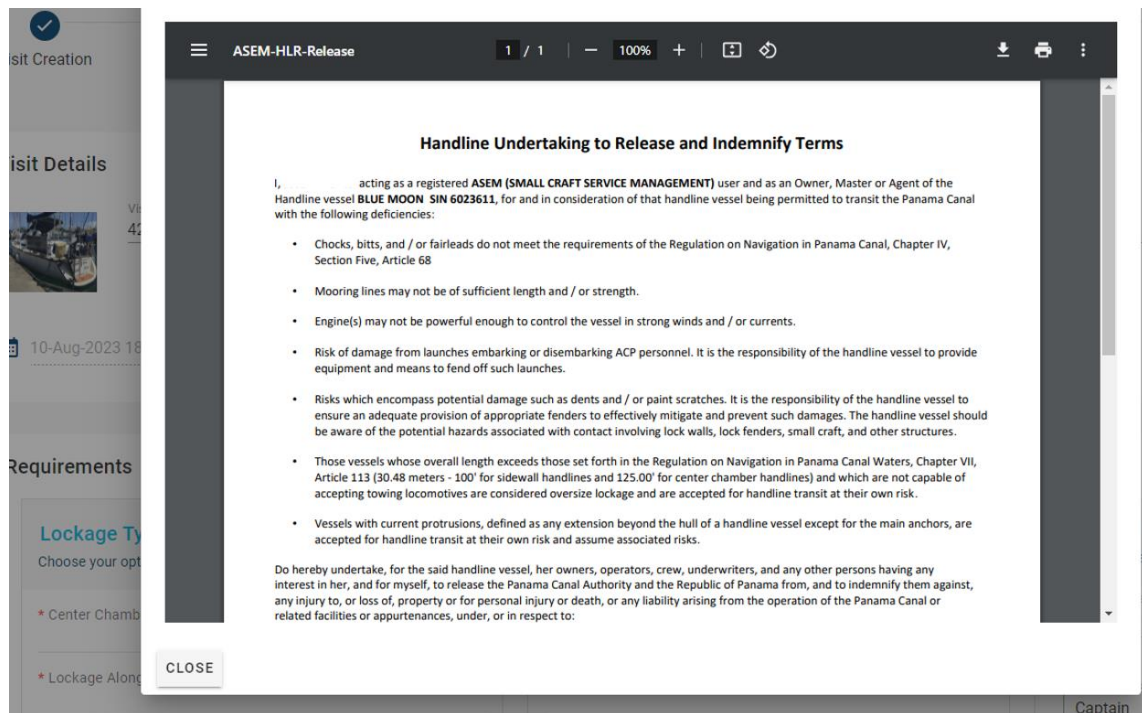 isit Creation
ASEM-HLR-Release
1 / 1
100%
Handline Undertaking to Release and Indemnify Terms
isit Details
I, acting as a registered ASEM (SMALL CRAFT SERVICE MANAGEMENT) user and as an Owner, Master or Agent of the
Handline vessel BLUE MOON SIN 6023611, for and in consideration of that handline vessel being permitted to transit the Panama Canal
with the following deficiencies:
• Chocks, bitts, and / or fairleads do not meet the requirements of the Regulation on Navigation in Panama Canal, Chapter IV,
Section Five, Article 68
• Mooring lines may not be of sufficient length and / or strength.
• Engine(s) may not be powerful enough to control the vessel in strong winds and / or currents.
10-Aug-2023 18
• Risk of damage from launches embarking or disembarking ACP personnel. It is the responsibility of the handline vessel to provide
equipment and means to fend off such launches.
• Risks which encompass potential damage such as dents and / or paint scratches. It is the responsibility of the handline vessel to
ensure an adequate provision of appropriate fenders to effectively mitigate and prevent such damages. The handline vessel should
be aware of the potential hazards associated with contact involving lock walls, lock fenders, small craft, and other structures.
Requirements
• Those vessels whose overall length exceeds those set forth in the Regulation on Navigation in Panama Canal Waters, Chapter VII,
Article 113 (30.48 meters - 100' for sidewall handlines and 125.00' for center chamber handlines) and which are not capable of
accepting towing locomotives are considered oversize lockage and are accepted for handline transit at their own risk.
• Vessels with current protrusions, defined as any extension beyond the hull of a handline vessel except for the main anchors, are
accepted for handline transit at their own risk and assume associated risks.
Lockage Ty
Choose your opt
Do hereby undertake, for the said handline vessel, her owners, operators, crew, underwriters, and any other persons having any
interest in her, and for myself, to release the Panama Canal Authority and the Republic of Panama from, and to indemnify them against,
any injury to, or loss of, property or for personal injury or death, or any liability arising from the operation of the Panama Canal or
related facilities or appurtenances, under, or in respect to:
* Center Chamb
CLOSE
* Lockage Along
Captain